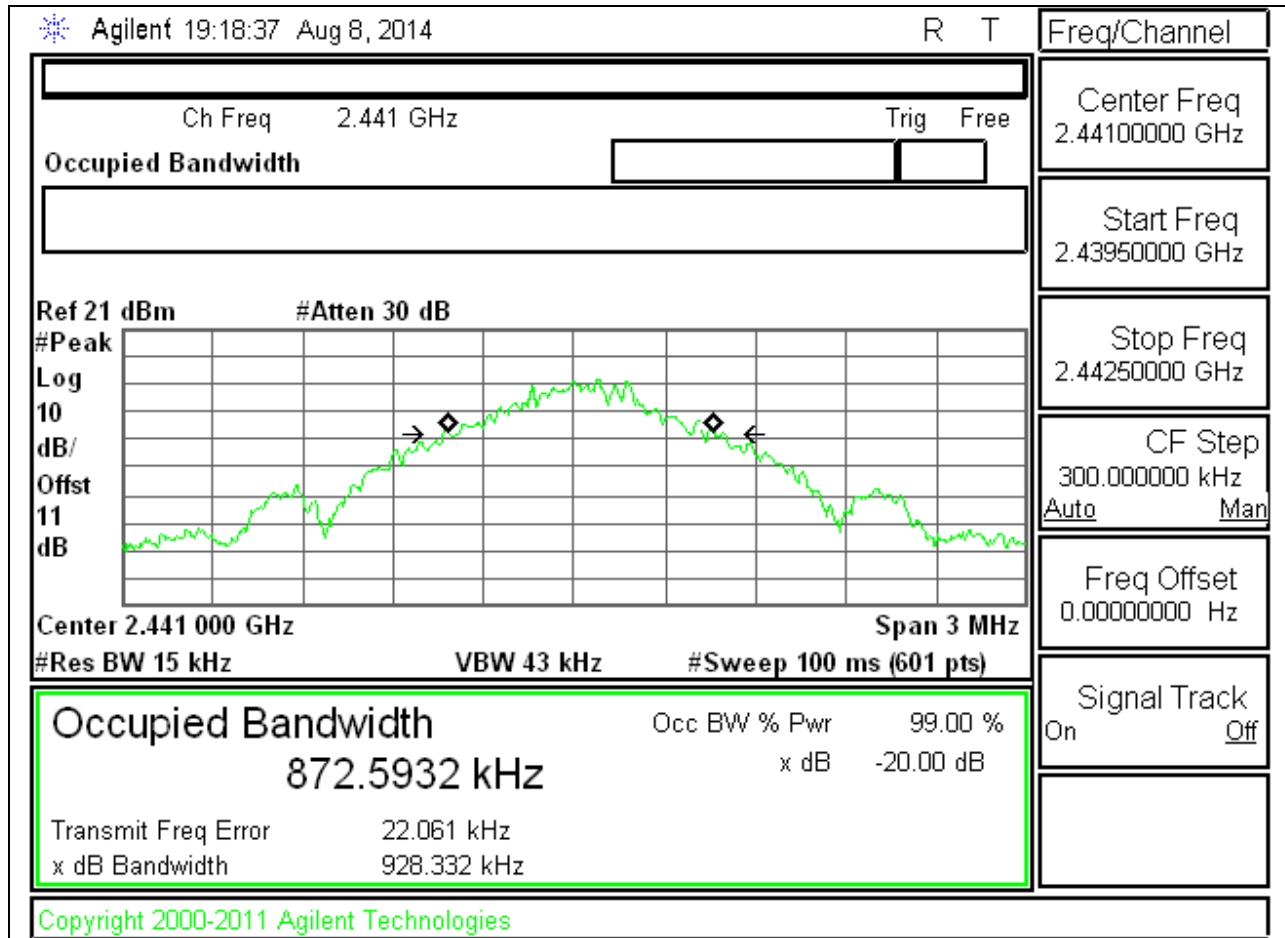 Agilent 19:18:37 Aug 8, 2014 R T
Freq/Channel
Ch Freq 2.441 GHz Trig Free
Occupied Bandwidth
Center Freq
2.44100000 GHz
Start Freq
2.43950000 GHz
Stop Freq
2.44250000 GHz
CF Step
300.000000 kHz
Auto Man
Freq Offset
0.00000000 Hz
Signal Track
On Off
Ref 21 dBm #Atten 30 dB
#Peak
Log
10
dB/
Offst
11
dB
Center 2.441 000 GHz Span 3 MHz
#Res BW 15 kHz VBW 43 kHz #Sweep 100 ms (601 pts)
Occupied Bandwidth Occ BW % Pwr 99.00 %
872.5932 kHz x dB -20.00 dB
Transmit Freq Error 22.061 kHz
x dB Bandwidth 928.332 kHz
Copyright 2000-2011 Agilent Technologies